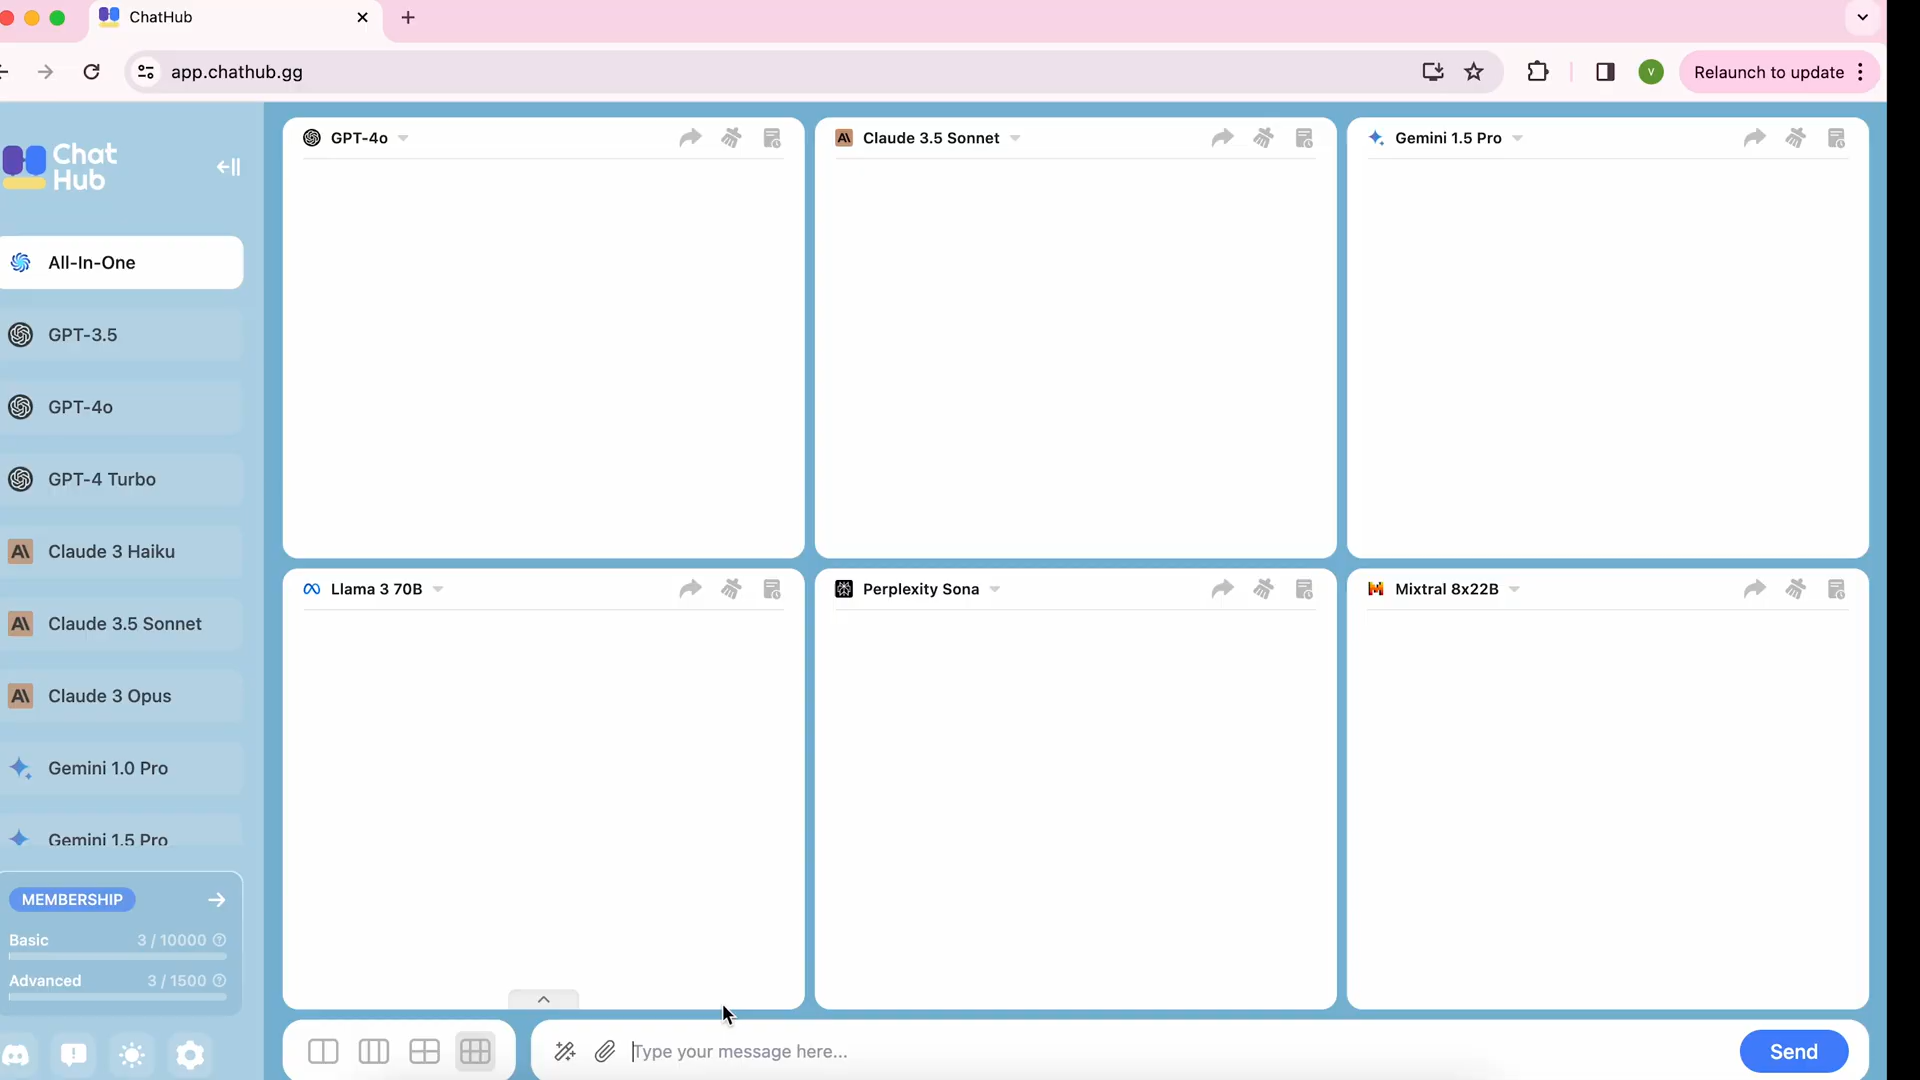 ChatHub
app.chathub.gg
Relaunch to update
V
Chat
Hub
All-In-One
GPT-3.5
GPT-4o
GPT-4 Turbo
Claude 3 Haiku
Claude 3.5 Sonnet
Claude 3 Opus
Gemini 1.0 Pro
Gemini 1.5 Pro
MEMBERSHIP
Basic 3 / 10000
Advanced 3 / 1500
GPT-4o
Claude 3.5 Sonnet
Gemini 1.5 Pro
Llama 3 70B
Perplexity Sona
Mixtral 8x22B
Type your message here...
Send